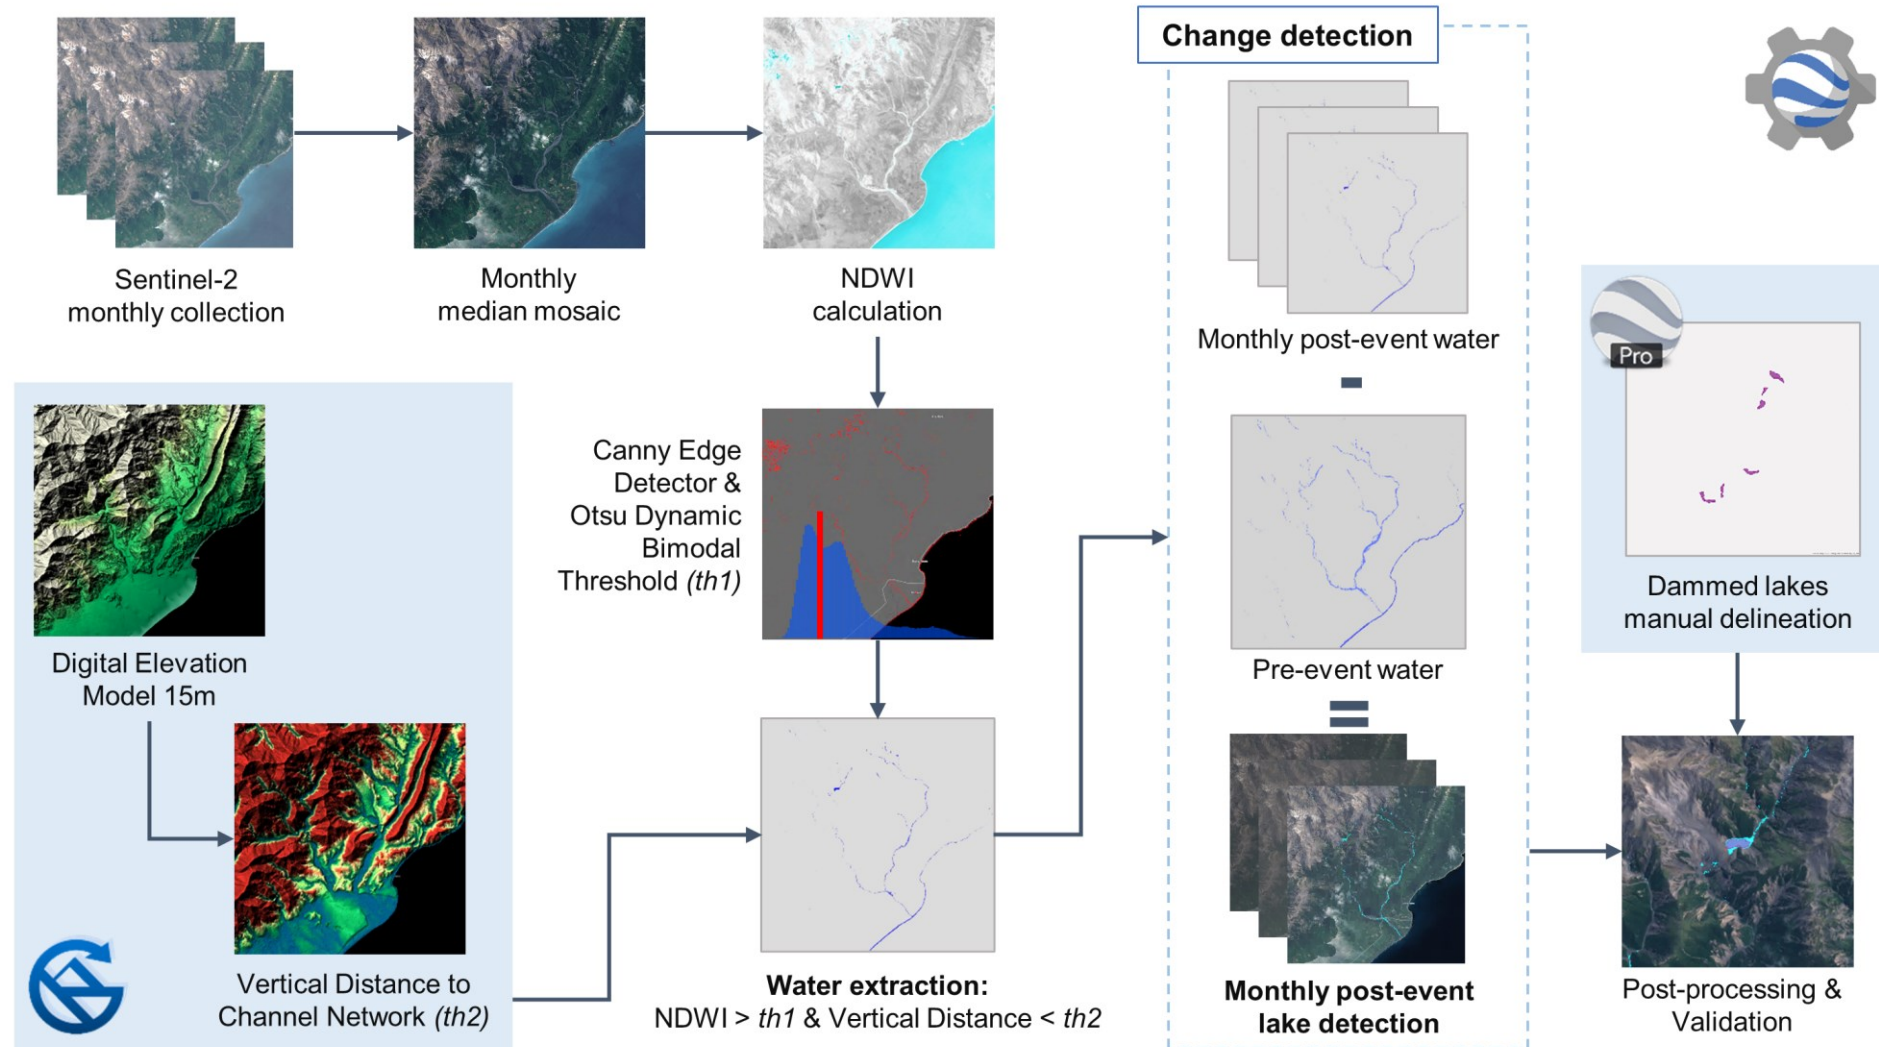 Change detection
Sentinel-2
monthly collection
Monthly
median mosaic
NDWI
calculation
Monthly post-event water
Pro
Canny Edge
Detector &
Otsu Dynamic
Bimodal
Threshold (th1)
Dammed lakes
manual delineation
Digital Elevation
Model 15m
Pre-event water
Vertical Distance to
Channel Network (th2)
Water extraction:
NDWI > th1 & Vertical Distance < th2
Monthly post-event
lake detection
Post-processing &
Validation